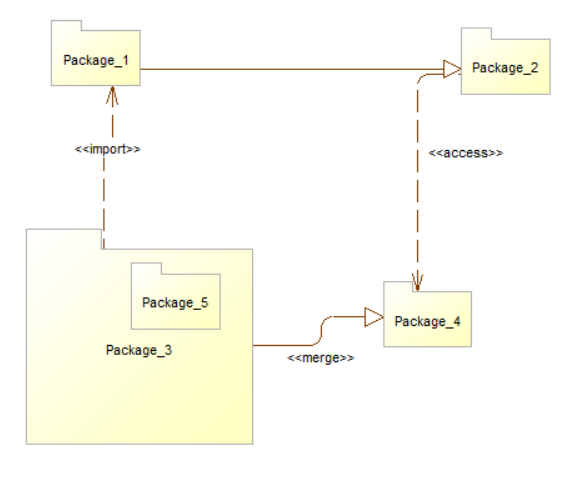 Package_1
Package_2
<<import>>
<<access>>
Package_5
Package_4
Package_3
<<merge>>